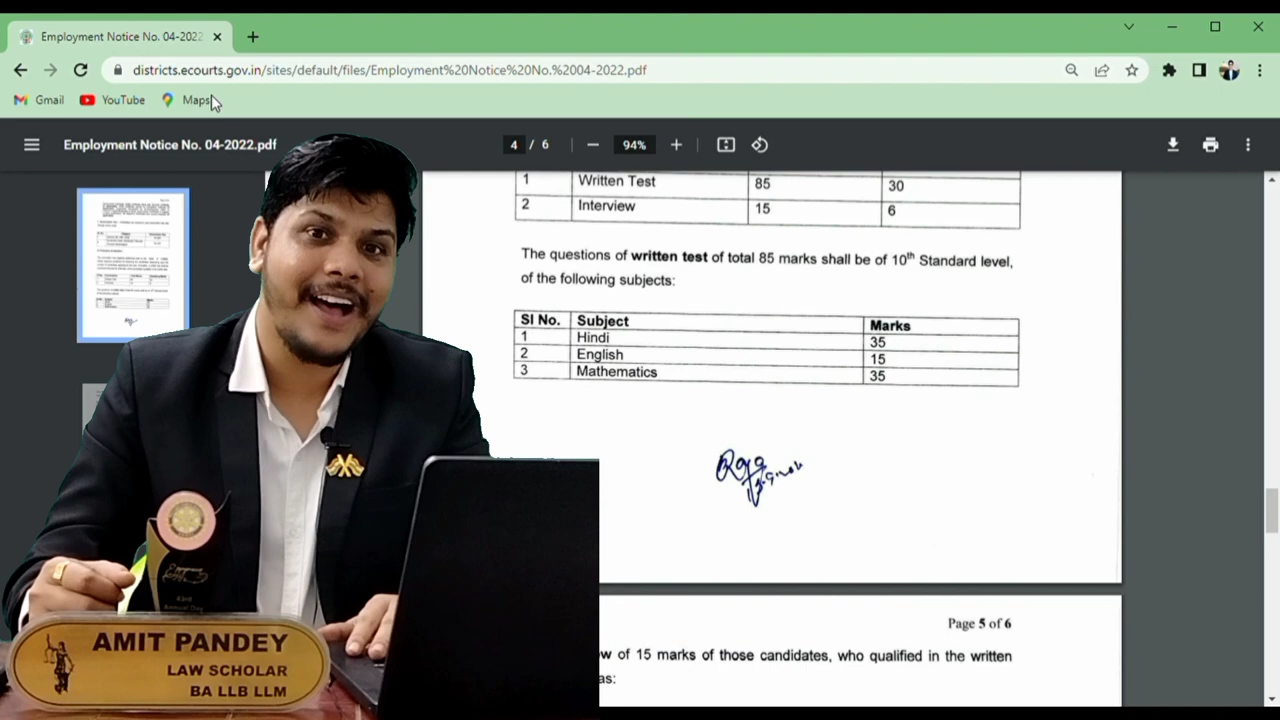 Employment Notice No. 04-2022
districts.ecourts.gov.in/sites/default/files/Employment%20Notice%20No.%2004-2022.pdf
Gmail YouTube Maps
Employment Notice No. 04-2022.pdf 4 / 6 94%
1 Written Test 85 30
2 Interview 15 6
The questions of written test of total 85 marks shall be of 10th Standard level,
of the following subjects:
Sl No. Subject Marks
1 Hindi 35
2 English 15
3 Mathematics 35
Page 5 of 6
w of 15 marks of those candidates, who qualified in the written
as:
43rd
Annual Day
AMIT PANDEY
LAW SCHOLAR
BA LLB LLM